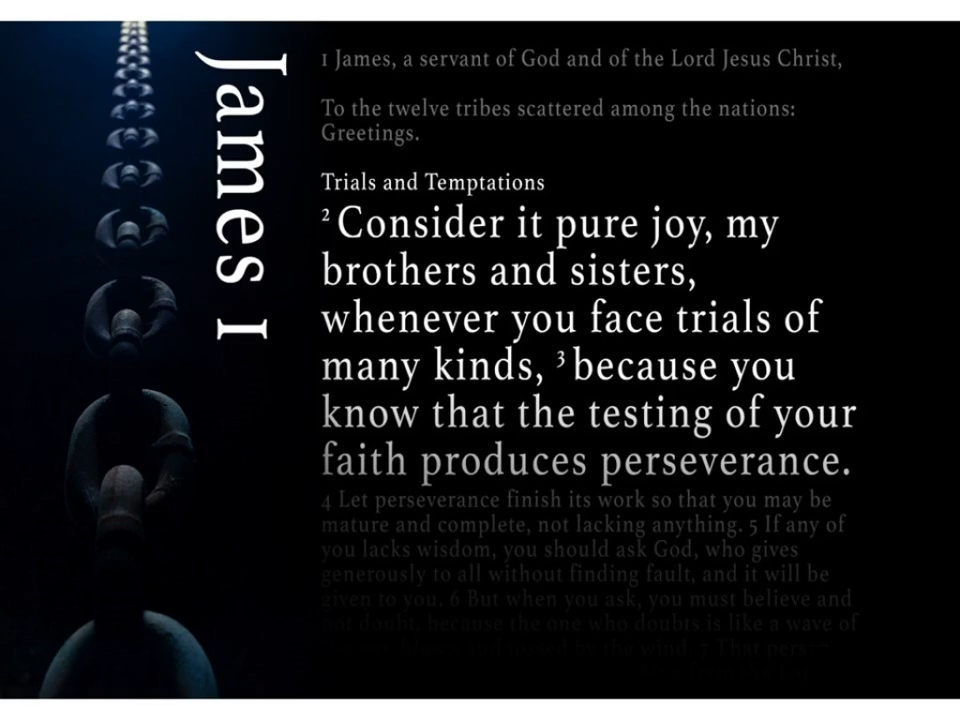 James I
1 James, a servant of God and of the Lord Jesus Christ,
To the twelve tribes scattered among the nations:
Greetings.
Trials and Temptations
2 Consider it pure joy, my
brothers and sisters,
whenever you face trials of
many kinds, 3 because you
know that the testing of your
faith produces perseverance.
4 Let perseverance finish its work so that you may be
mature and complete, not lacking anything. 5 If any of
you lacks wisdom, you should ask God, who gives
generously to all without finding fault, and it will be
given to you. 6 But when you ask, you must believe and
not doubt, because the one who doubts is like a wave of
by the wind. 7 That